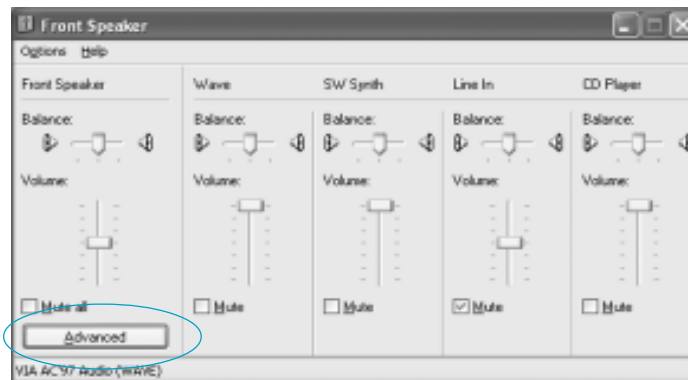 Front Speaker
Options Help
Front Speaker Wave SW Synth Line In CD Player
Balance: Balance: Balance: Balance: Balance:
Volume: Volume: Volume: Volume: Volume:
Mute all Mute Mute Mute Mute
Advanced
VIA AC'97 Audio (WAVE)